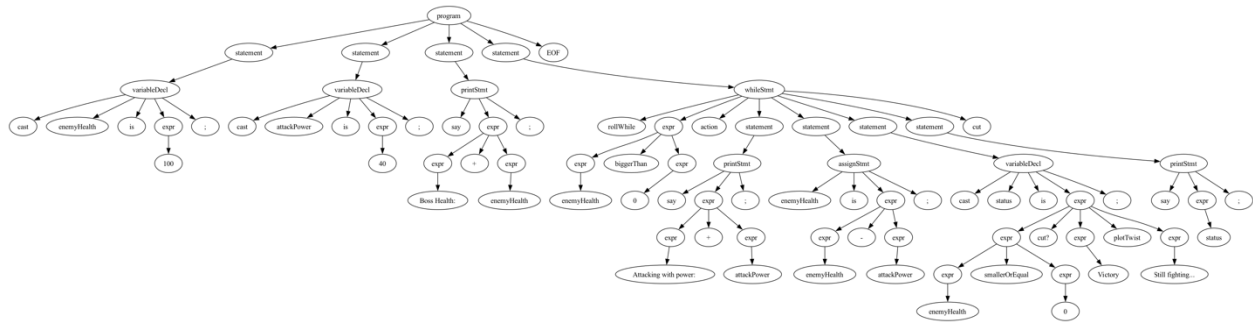 program
statement statement statement statement EOF
variableDecl variableDecl printStmt whileStmt
cast enemyHealth is expr ; cast attackPower is expr ; say expr ; rollWhile expr action statement statement statement statement cut
100 40 expr + expr expr biggerThan expr printStmt assignStmt variableDecl printStmt
Boss Health: enemyHealth enemyHealth 0 say expr ; enemyHealth is expr ; cast status is expr ; say expr ;
expr + expr expr - expr expr cut? expr plotTwist expr status
Attacking with power: attackPower enemyHealth attackPower expr smallerOrEqual expr Victory Still fighting...
enemyHealth 0